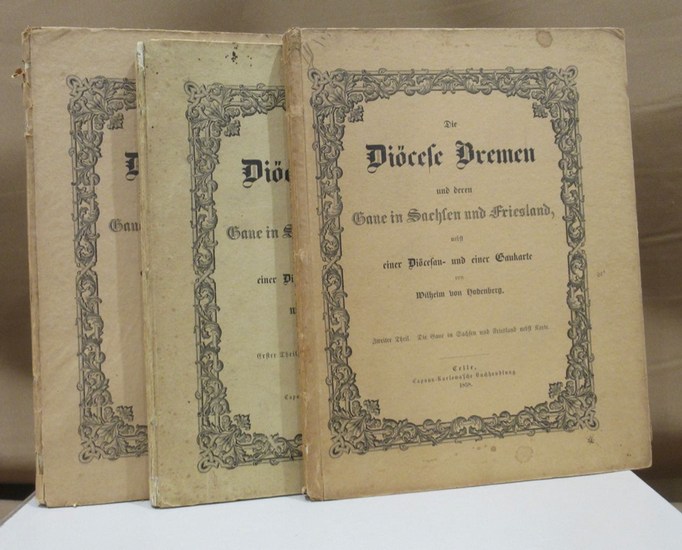 Diö
Gaue in S
einer Di
Erster Theil.
Die
Diöcese Bremen
und deren
Gaue in Sachsen und Friesland,
nebst
einer Diöcesan- und einer Gaukarte
von
Wilhelm von Hodenberg.
Zweiter Theil. Die Gaue in Sachsen und Friesland nebst Karte.
Celle,
Capaun-Karlowa'sche Buchhandlung